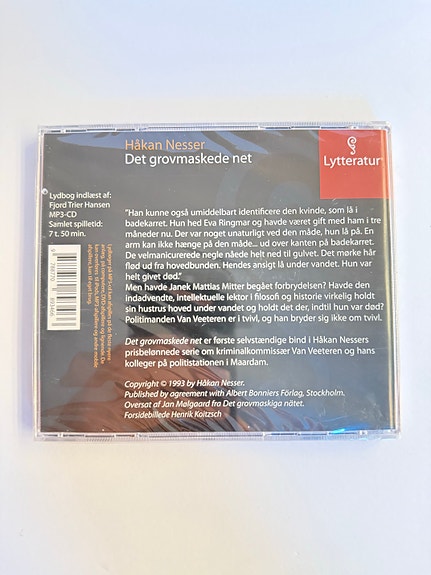 Håkan Nesser
Det grovmaskede net
Lytteratur
Lydbog indlæst af:
Fjord Trier Hansen
MP3-CD
Samlet spilletid:
7 t. 50 min.
"Han kunne også umiddelbart identificere den kvinde, som lå i
badekarret. Hun hed Eva Ringmar og havde været gift med ham i tre
måneder nu. Der var noget unaturligt ved den måde, hun lå på. En
arm kan ikke hænge på den måde... ud over kanten på badekarret.
De velmanicurerede negle nåede helt ned til gulvet. Det mørke hår
flød ud fra hovedbunden. Hendes ansigt lå under vandet. Hun var
helt givet død."
Men havde Janek Mattias Mitter begået forbrydelsen? Havde den
indadvendte, intellektuelle lektor i filosofi og historie virkelig holdt
sin hustrus hoved under vandet og holdt det der, indtil hun var død?
Politimanden Van Veeteren er i tvivl, og han bryder sig ikke om tvivl.
Det grovmaskede net er første selvstændige bind i Håkan Nessers
prisbelønnede serie om kriminalkommissær Van Veeteren og hans
kolleger på politistationen i Maardam.
Copyright © 1993 by Håkan Nesser.
Published by agreement with Albert Bonniers Förlag, Stockholm.
Oversat af Jan Mølgaard fra Det grovmaskiga nätet.
Forsidebillede Henrik Koitzsch